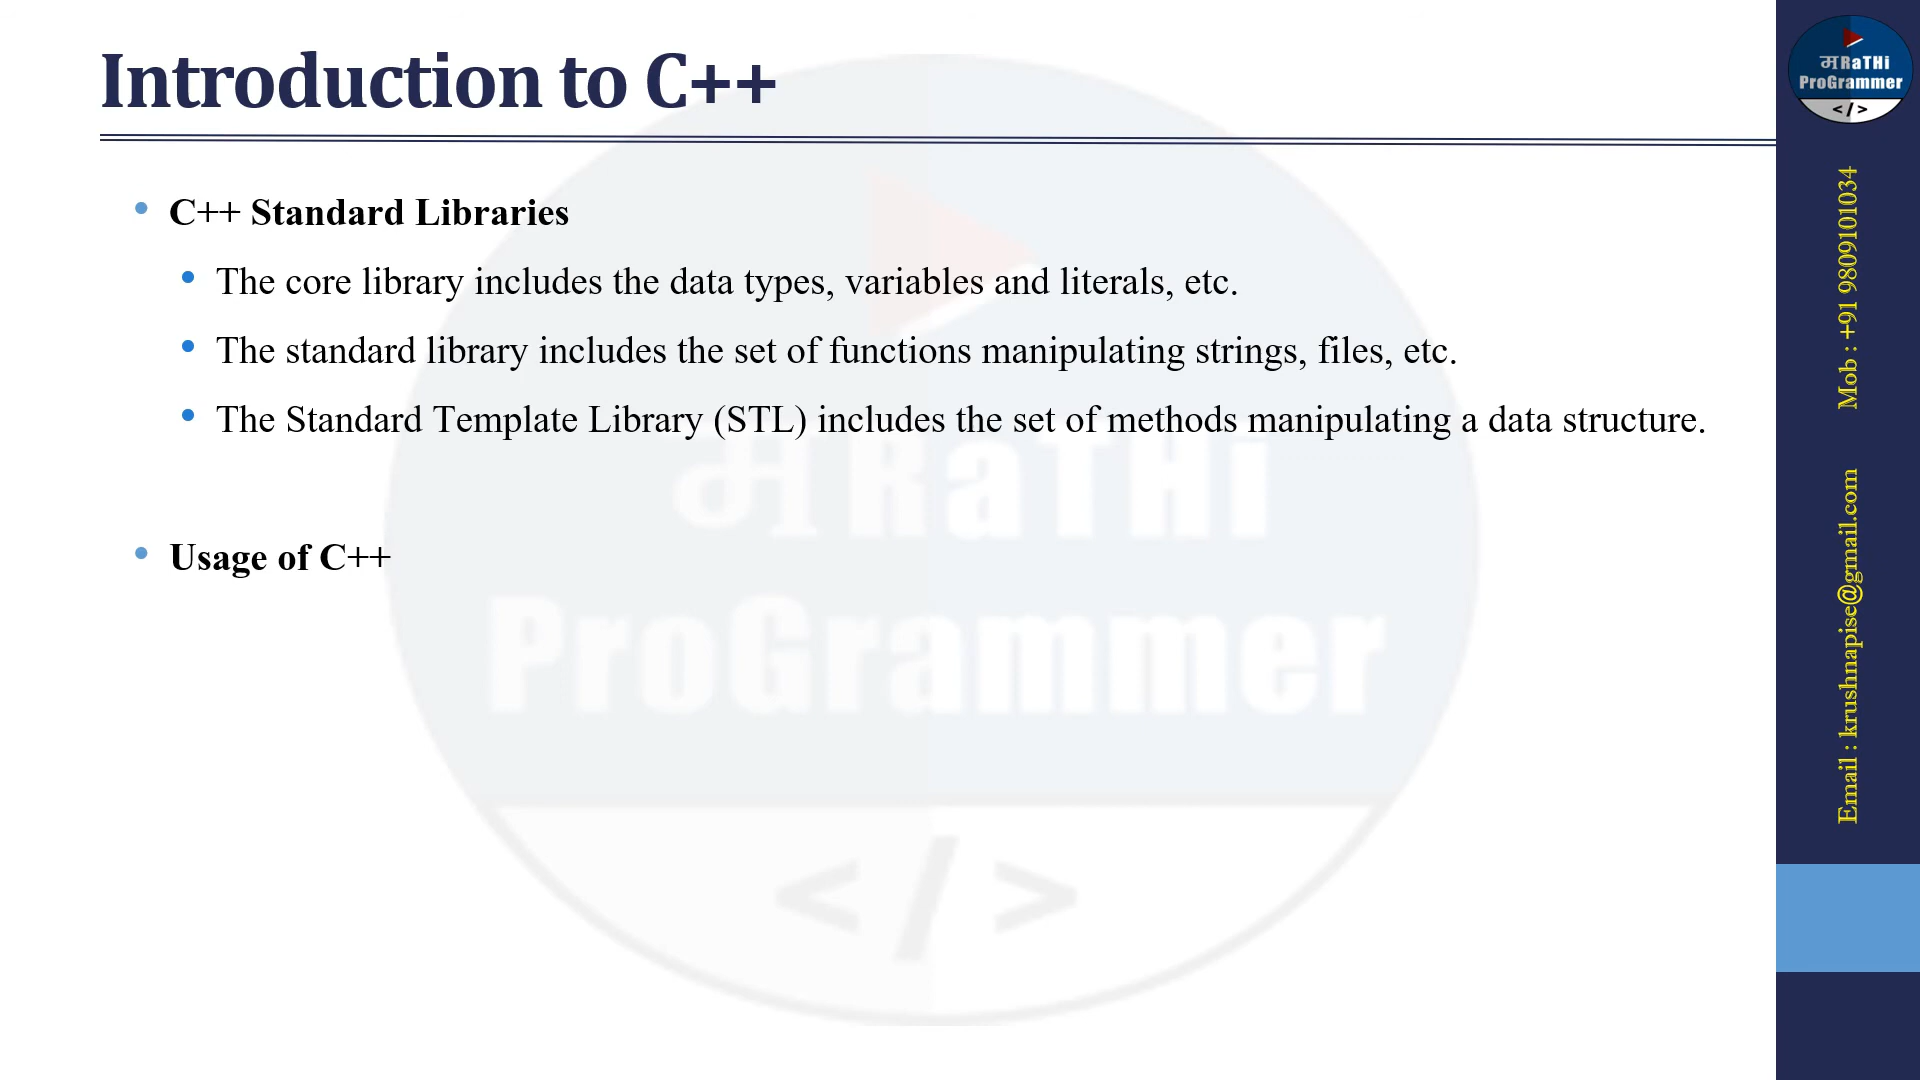 Introduction to C++
• C++ Standard Libraries
• The core library includes the data types, variables and literals, etc.
• The standard library includes the set of functions manipulating strings, files, etc.
• The Standard Template Library (STL) includes the set of methods manipulating a data structure.
• Usage of C++
मRaTHi
ProGrammer
</>
मRaTHi
ProGrammer
</>
Mob : +91 9809101034
Email : krushnapise@gmail.com